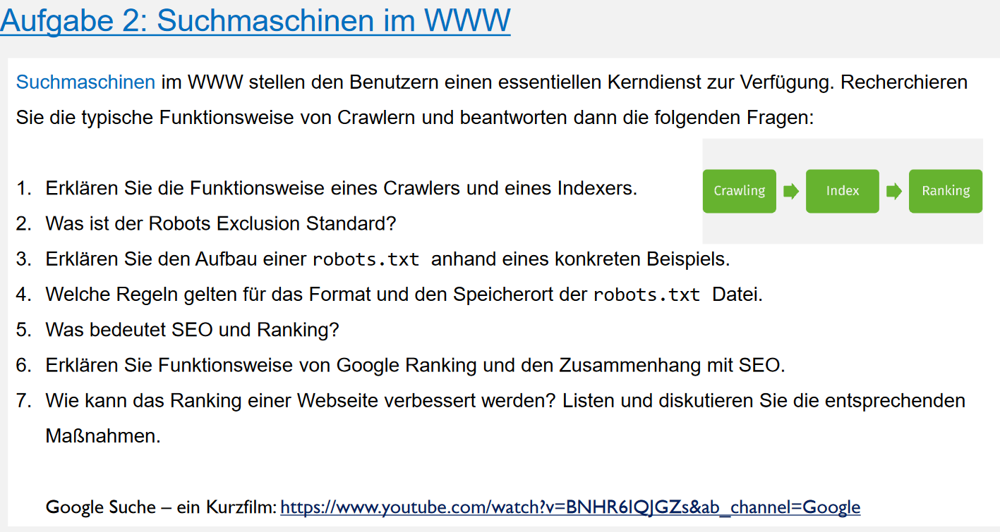 Aufgabe 2: Suchmaschinen im WWW
Suchmaschinen im WWW stellen den Benutzern einen essentiellen Kerndienst zur Verfügung. Recherchieren
Sie die typische Funktionsweise von Crawlern und beantworten dann die folgenden Fragen:
1. Erklären Sie die Funktionsweise eines Crawlers und eines Indexers.
Crawling
Index
Ranking
2. Was ist der Robots Exclusion Standard?
3. Erklären Sie den Aufbau einer robots.txt anhand eines konkreten Beispiels.
4. Welche Regeln gelten für das Format und den Speicherort der robots.txt Datei.
5. Was bedeutet SEO und Ranking?
6. Erklären Sie Funktionsweise von Google Ranking und den Zusammenhang mit SEO.
7. Wie kann das Ranking einer Webseite verbessert werden? Listen und diskutieren Sie die entsprechenden
Maßnahmen.
Google Suche – ein Kurzfilm: https://www.youtube.com/watch?v=BNHR6IQJGZs&ab_channel=Google